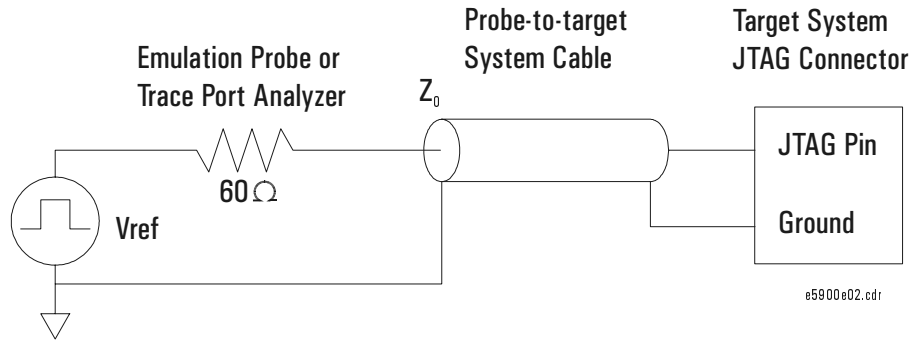 Emulation Probe or
Trace Port Analyzer
Probe-to-target
System Cable
Target System
JTAG Connector
Z0
60Ω
Vref
JTAG Pin
Ground
e5900e02.cdr